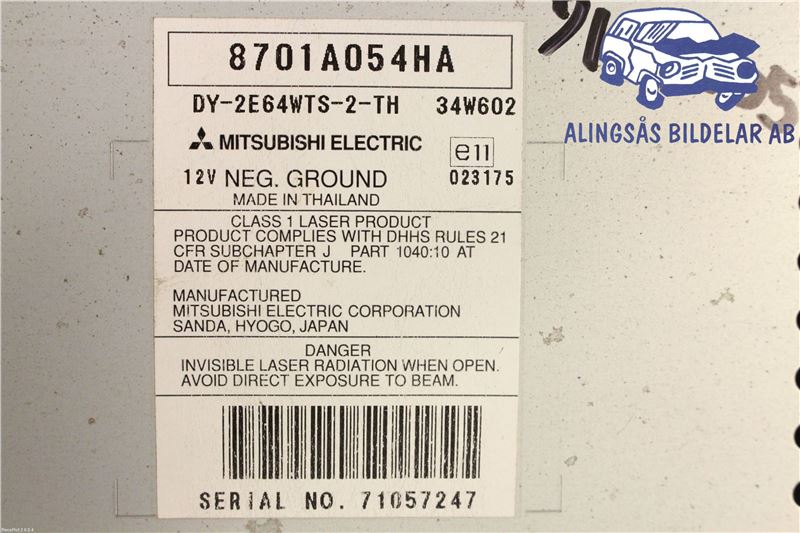 8701A054HA
DY-2E64WTS-2-TH 34W602
MITSUBISHI ELECTRIC e11
12V NEG. GROUND 023175
MADE IN THAILAND
CLASS 1 LASER PRODUCT
PRODUCT COMPLIES WITH DHHS RULES 21
CFR SUBCHAPTER J PART 1040:10 AT
DATE OF MANUFACTURE.
MANUFACTURED
MITSUBISHI ELECTRIC CORPORATION
SANDA, HYOGO, JAPAN
DANGER
INVISIBLE LASER RADIATION WHEN OPEN.
AVOID DIRECT EXPOSURE TO BEAM.
SERIAL NO. 71057247
ALINGSÅS BILDELAR AB